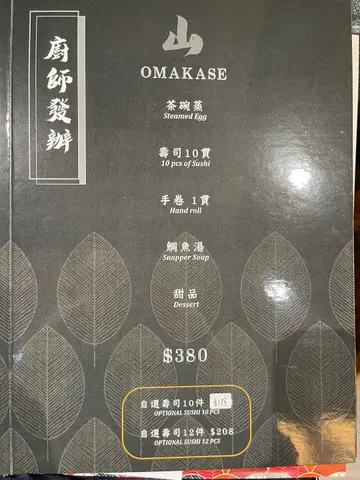 廚師發辦
山
OMAKASE
茶碗蒸
Steamed Egg
壽司10貫
10 pcs of Sushi
手卷 1貫
Hand roll
鯛魚湯
Snapper Soup
甜品
Dessert
$380
自選壽司10件
OPTIONAL SUSHI 10 PCS
自選壽司12件 $208
OPTIONAL SUSHI 12 PCS